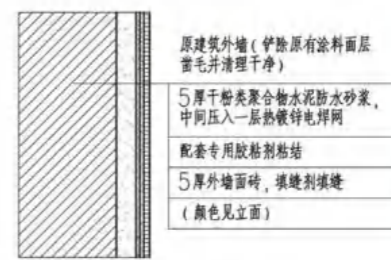 原建筑外墙(铲除原有涂料面层
凿毛并清理干净)
5厚干粉类聚合物水泥防水砂浆,
中间压入一层热镀锌电焊网
配套专用胶粘剂粘结
5厚外墙面砖,填缝剂填缝
(颜色见立面)